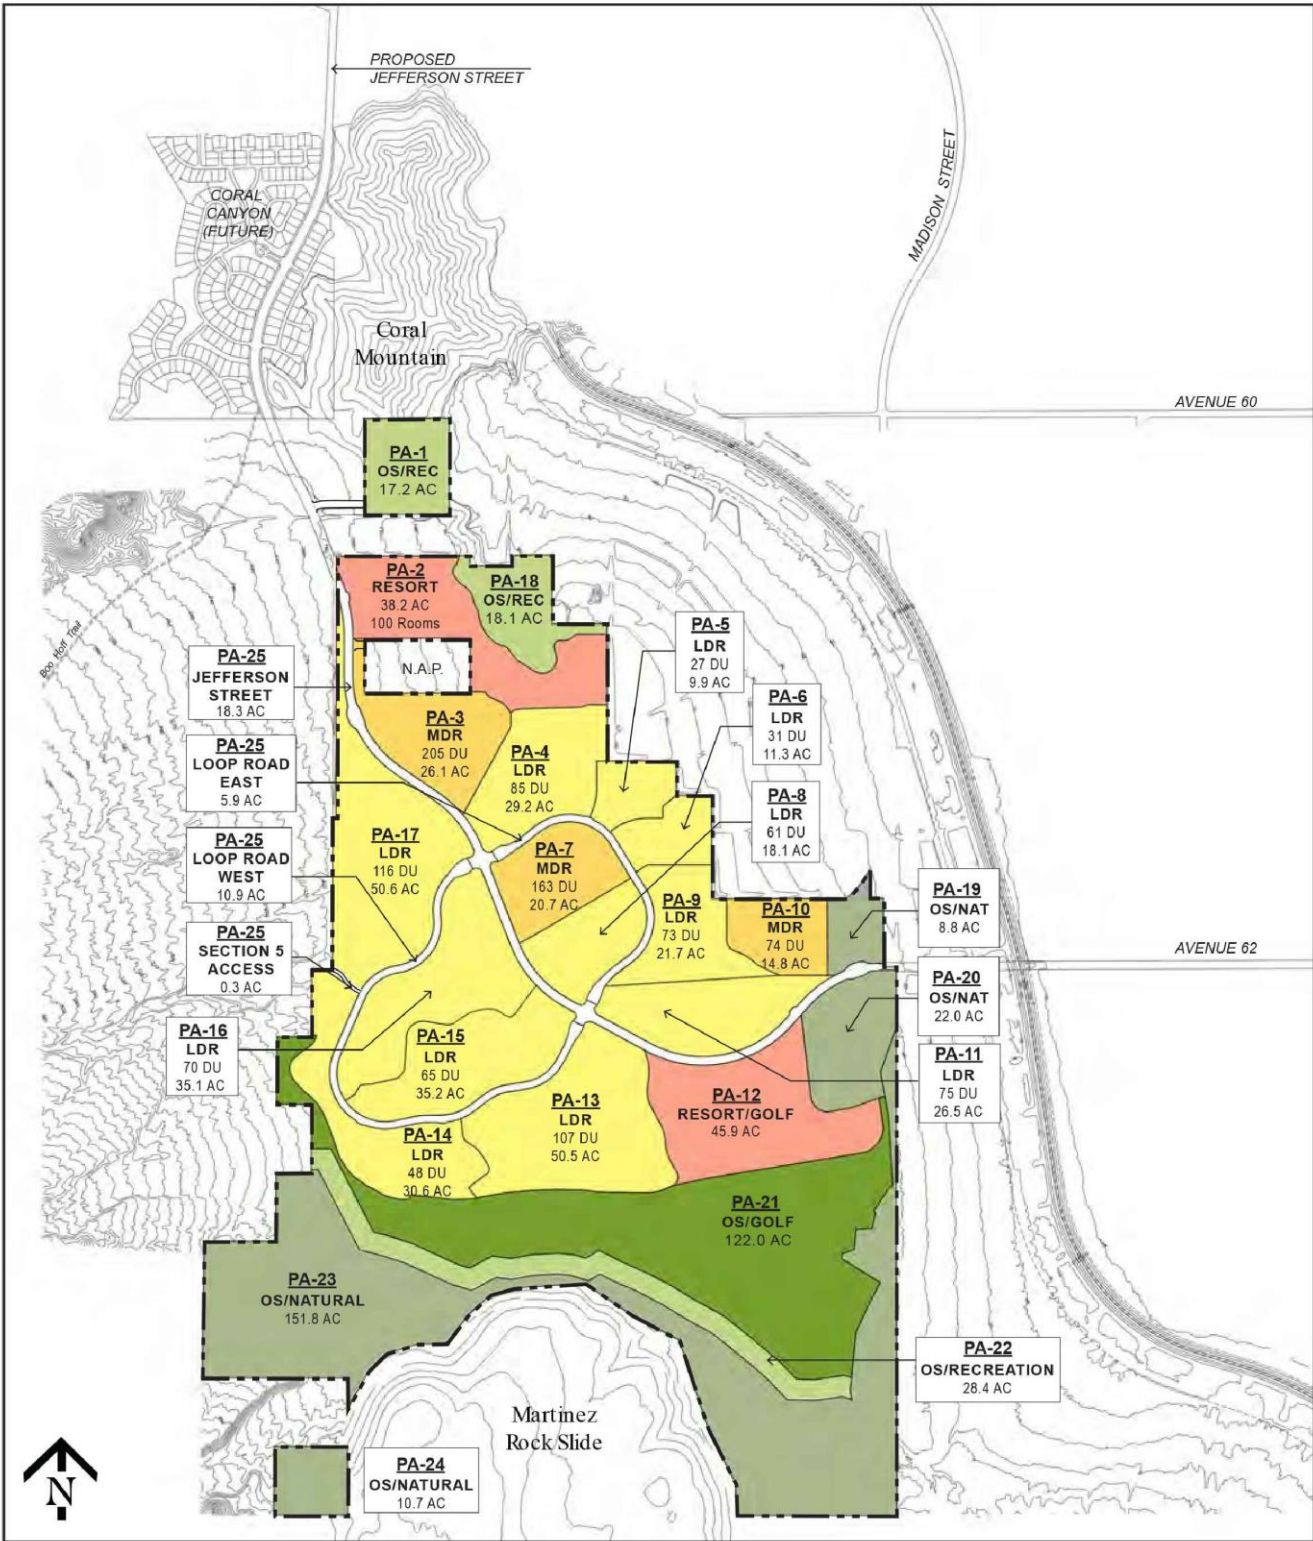 PROPOSED
JEFFERSON STREET
MADISON STREET
CORAL
CANYON
(FUTURE)
Coral
Mountain
AVENUE 60
PA-1
OS/REC
17.2 AC
PA-2
RESORT
38.2 AC
100 Rooms
PA-18
OS/REC
18.1 AC
Boo Hoff Trail
N.A.P.
PA-5
LDR
27 DU
9.9 AC
PA-25
JEFFERSON
STREET
18.3 AC
PA-6
LDR
31 DU
11.3 AC
PA-3
MDR
205 DU
26.1 AC
PA-4
LDR
85 DU
29.2 AC
PA-25
LOOP ROAD
EAST
5.9 AC
PA-8
LDR
61 DU
18.1 AC
PA-17
LDR
116 DU
50.6 AC
PA-25
LOOP ROAD
WEST
10.9 AC
PA-7
MDR
163 DU
20.7 AC
PA-9
LDR
73 DU
21.7 AC
PA-10
MDR
74 DU
14.8 AC
PA-19
OS/NAT
8.8 AC
PA-25
SECTION 5
ACCESS
0.3 AC
AVENUE 62
PA-20
OS/NAT
22.0 AC
PA-16
LDR
70 DU
35.1 AC
PA-15
LDR
65 DU
35.2 AC
PA-11
LDR
75 DU
26.5 AC
PA-12
RESORT/GOLF
45.9 AC
PA-13
LDR
107 DU
50.5 AC
PA-14
LDR
48 DU
30.6 AC
PA-21
OS/GOLF
122.0 AC
PA-23
OS/NATURAL
151.8 AC
PA-22
OS/RECREATION
28.4 AC
Martinez
Rock Slide
PA-24
OS/NATURAL
10.7 AC
N